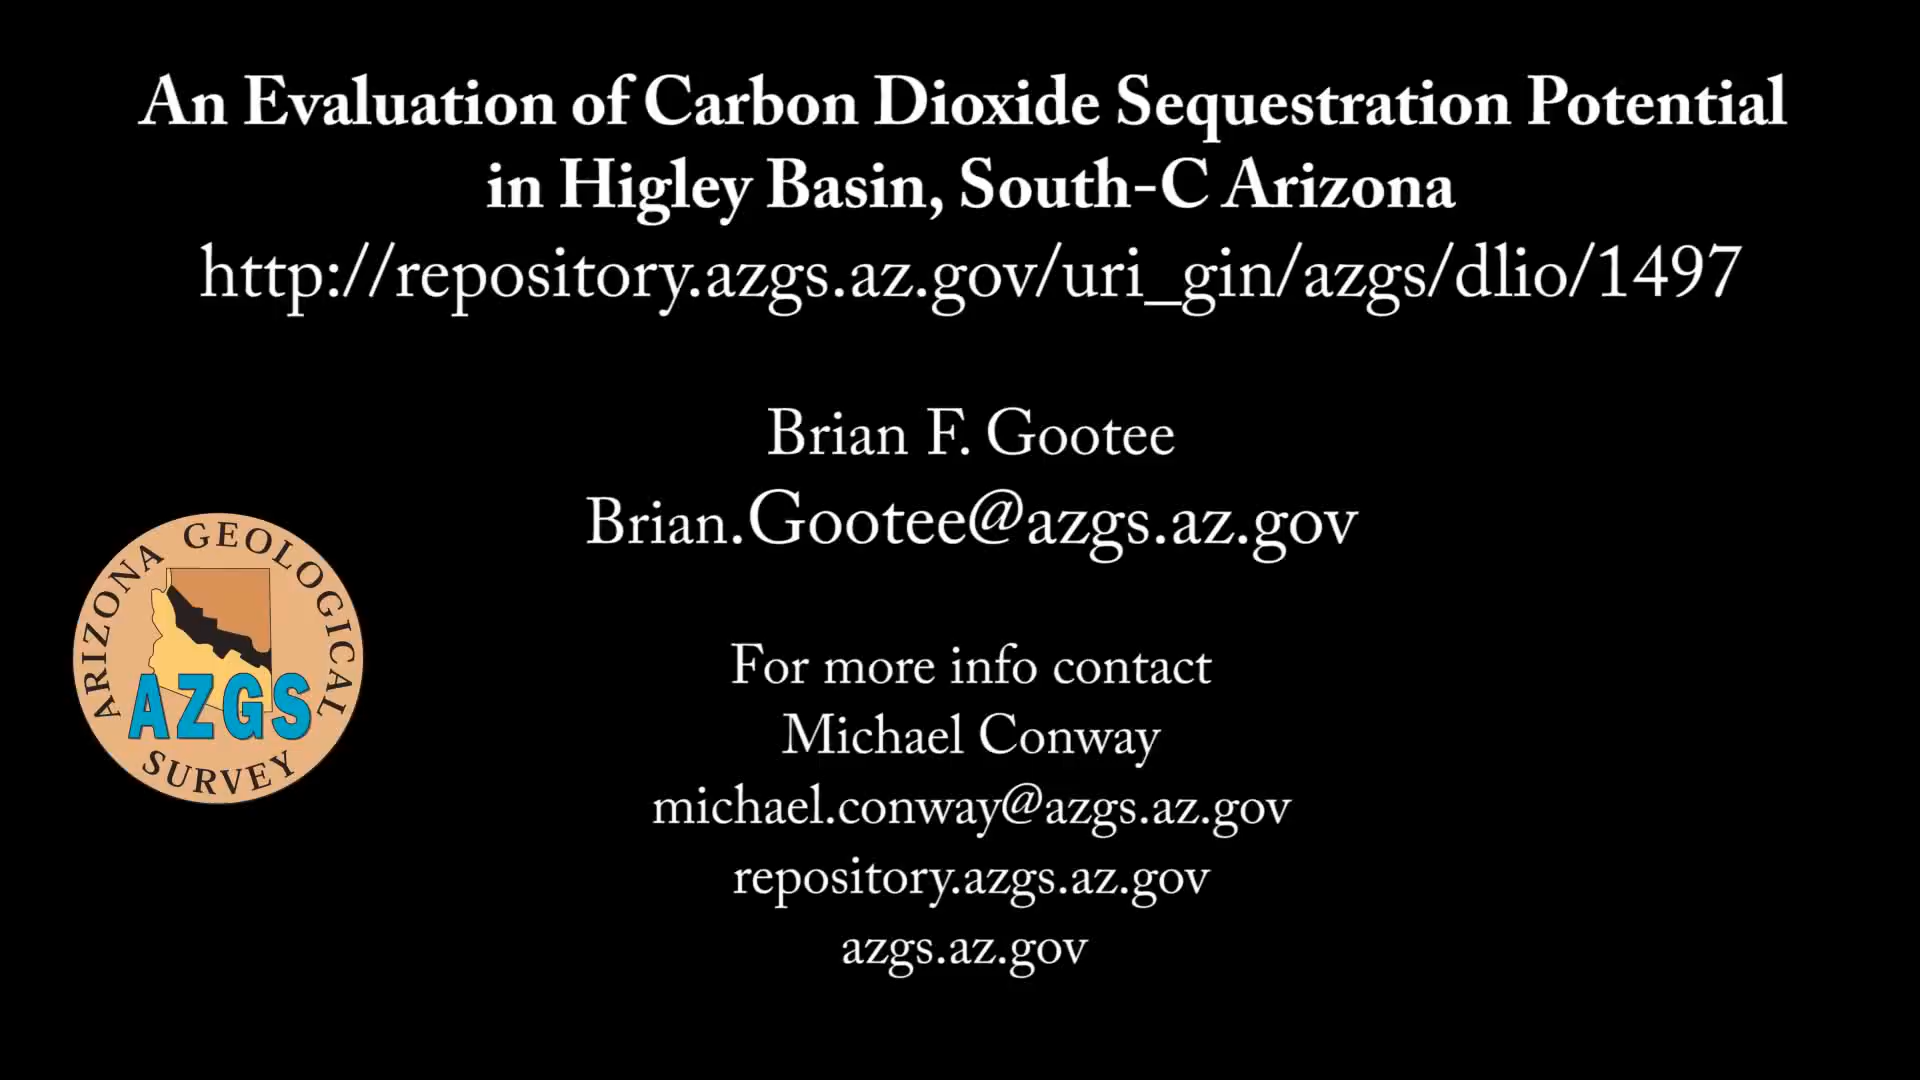 An Evaluation of Carbon Dioxide Sequestration Potential
in Higley Basin, South-C Arizona
http://repository.azgs.az.gov/uri_gin/azgs/dlio/1497
Brian F. Gootee
Brian.Gootee@azgs.az.gov
ARIZONA GEOLOGICAL
AZGS
SURVEY
For more info contact
Michael Conway
michael.conway@azgs.az.gov
repository.azgs.az.gov
azgs.az.gov